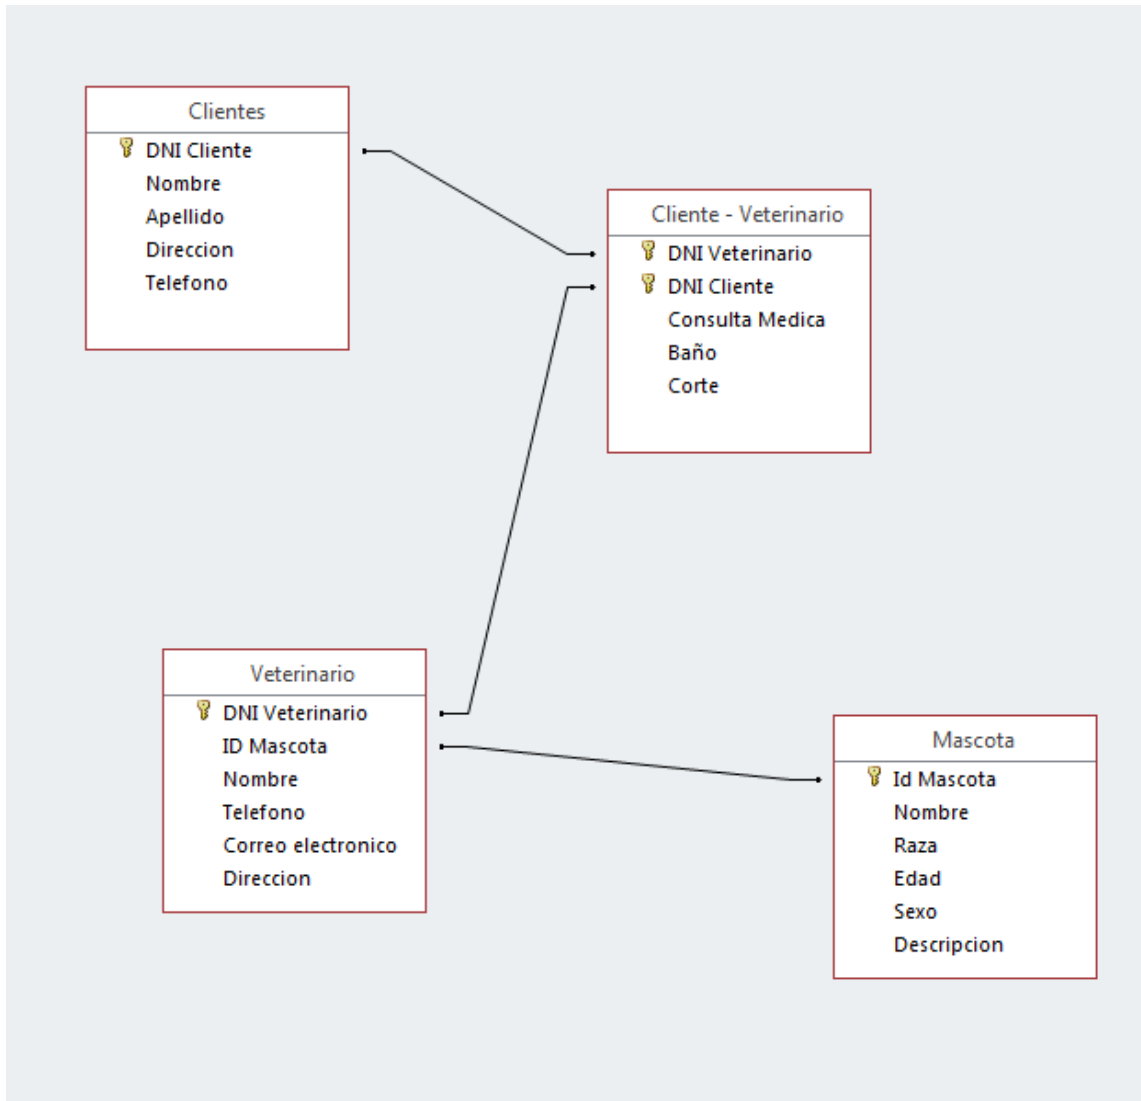 Clientes
DNI Cliente
Nombre
Apellido
Direccion
Telefono
Cliente - Veterinario
DNI Veterinario
DNI Cliente
Consulta Medica
Baño
Corte
Veterinario
DNI Veterinario
ID Mascota
Nombre
Telefono
Correo electronico
Direccion
Mascota
Id Mascota
Nombre
Raza
Edad
Sexo
Descripcion